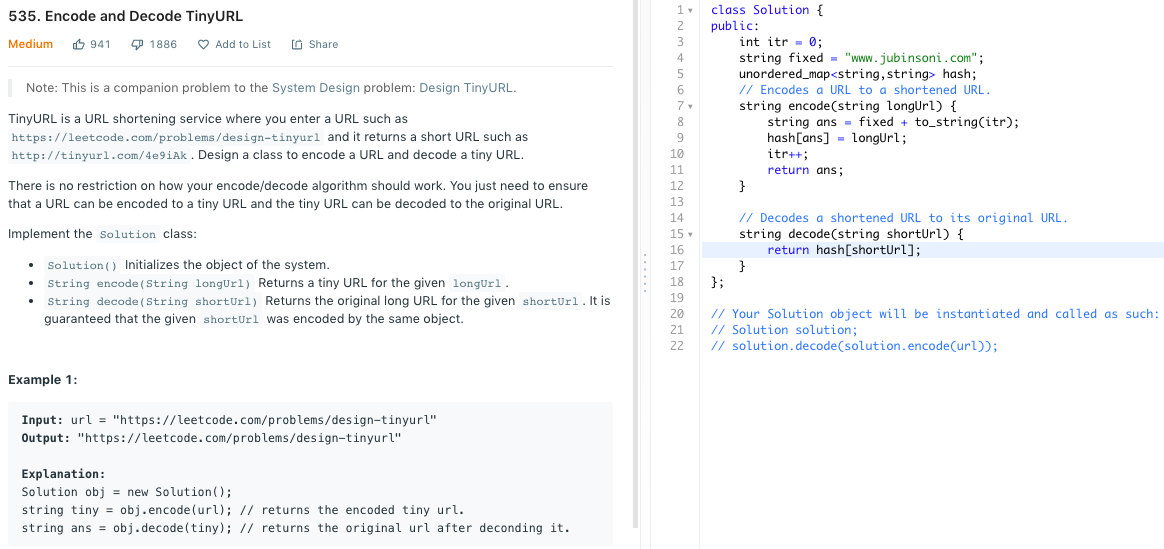 535. Encode and Decode TinyURL
Medium 941 1886 Add to List Share
Note: This is a companion problem to the System Design problem: Design TinyURL.
TinyURL is a URL shortening service where you enter a URL such as
https://leetcode.com/problems/design-tinyurl and it returns a short URL such as
http://tinyurl.com/4e9iAk . Design a class to encode a URL and decode a tiny URL.
There is no restriction on how your encode/decode algorithm should work. You just need to ensure
that a URL can be encoded to a tiny URL and the tiny URL can be decoded to the original URL.
Implement the Solution class:
• Solution() Initializes the object of the system.
• String encode(String longUrl) Returns a tiny URL for the given longUrl .
• String decode(String shortUrl) Returns the original long URL for the given shortUrl . It is
guaranteed that the given shortUrl was encoded by the same object.
Example 1:
Input: url = "https://leetcode.com/problems/design-tinyurl"
Output: "https://leetcode.com/problems/design-tinyurl"
Explanation:
Solution obj = new Solution();
string tiny = obj.encode(url); // returns the encoded tiny url.
string ans = obj.decode(tiny); // returns the original url after deconding it.
1 class Solution {
2 public:
3 int itr = 0;
4 string fixed = "www.jubinsoni.com";
5 unordered_map<string,string> hash;
6 // Encodes a URL to a shortened URL.
7 string encode(string longUrl) {
8 string ans = fixed + to_string(itr);
9 hash[ans] = longUrl;
10 itr++;
11 return ans;
12 }
13
14 // Decodes a shortened URL to its original URL.
15 string decode(string shortUrl) {
16 return hash[shortUrl];
17 }
18 };
19
20 // Your Solution object will be instantiated and called as such:
21 // Solution solution;
22 // solution.decode(solution.encode(url));